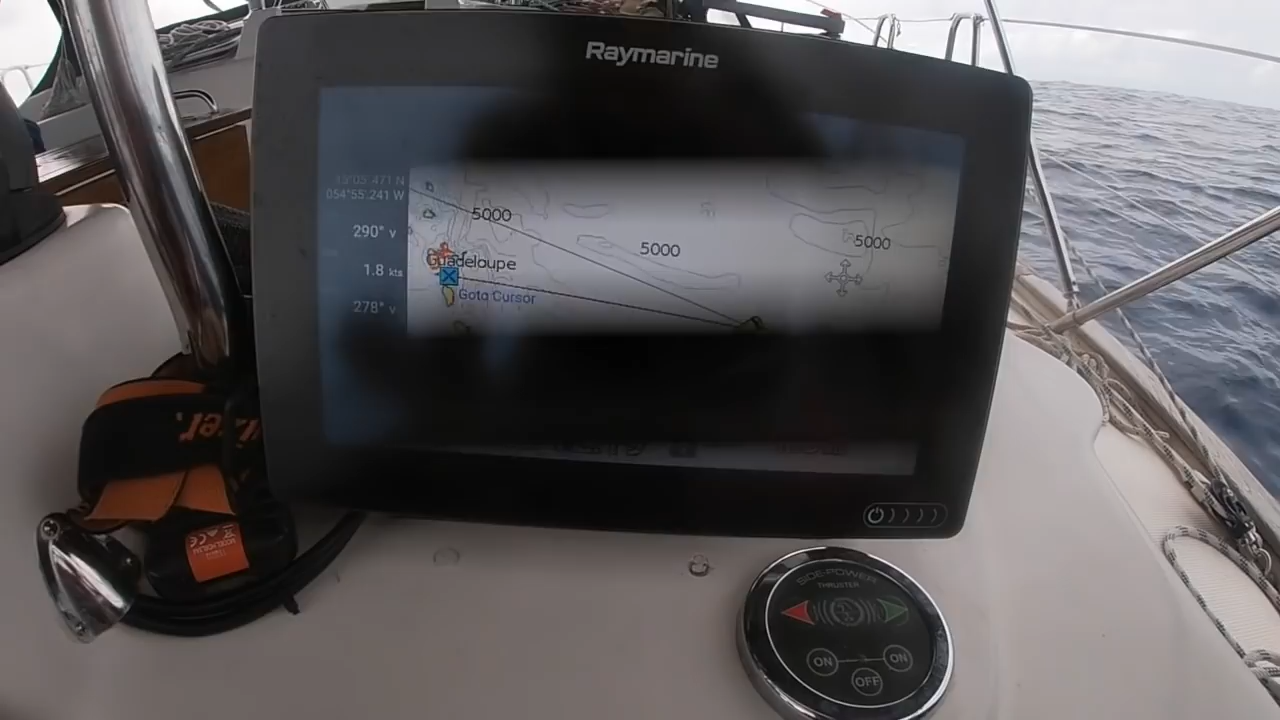 Raymarine
15°05'.471 N
054°55'.241 W
290° v
1.8 kts
278° v
5000
5000
5000
Guadeloupe
Goto Cursor
SIDE-POWER
THRUSTER
ON
ON
OFF